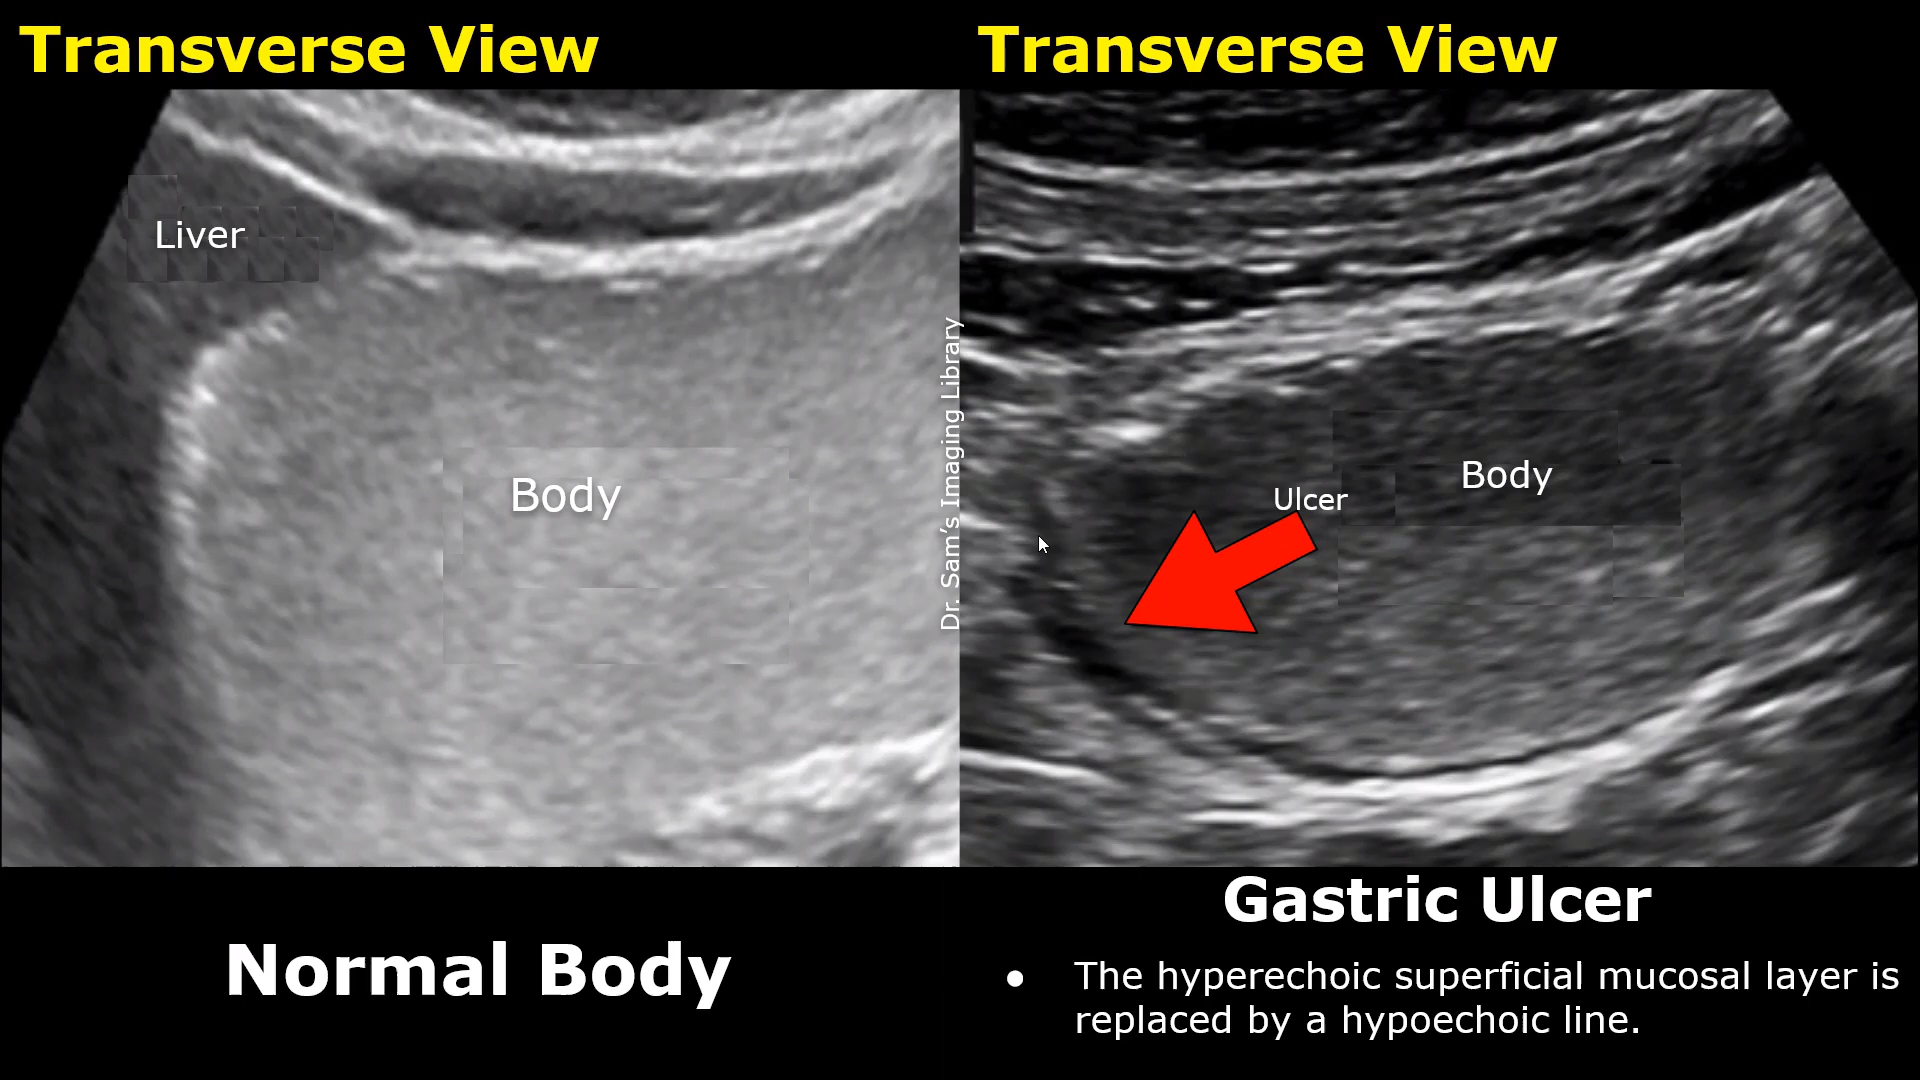 Transverse View
Transverse View
Liver
Body
Dr. Sam's Imaging Library
Body
Ulcer
Normal Body
Gastric Ulcer
● The hyperechoic superficial mucosal layer is
replaced by a hypoechoic line.